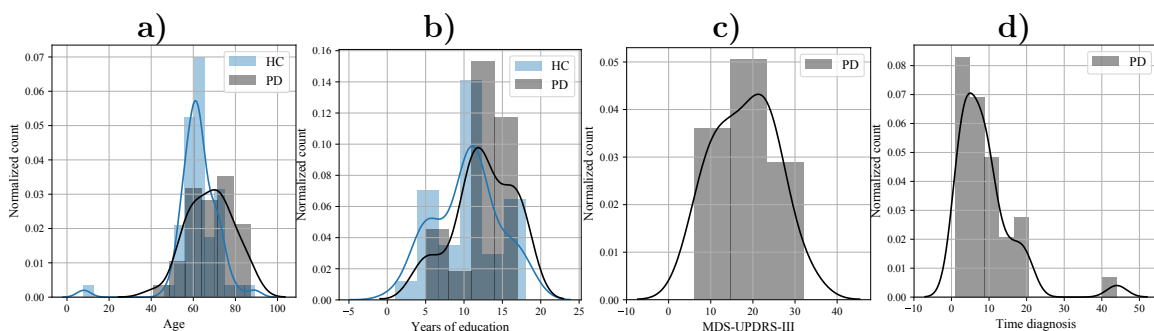 a)
b)
c)
d)
Normalized count
0.07
0.06
0.05
0.04
0.03
0.02
0.01
0.00
HC
PD
0 20 40 60 80 100
Age
Normalized count
0.16
0.14
0.12
0.10
0.08
0.06
0.04
0.02
0.00
HC
PD
−5 0 5 10 15 20 25
Years of education
Normalized count
0.05
0.04
0.03
0.02
0.01
0.00
PD
−10 0 10 20 30 40
MDS-UPDRS-III
Normalized count
0.08
0.07
0.06
0.05
0.04
0.03
0.02
0.01
0.00
PD
−10 0 10 20 30 40 50
Time diagnosis